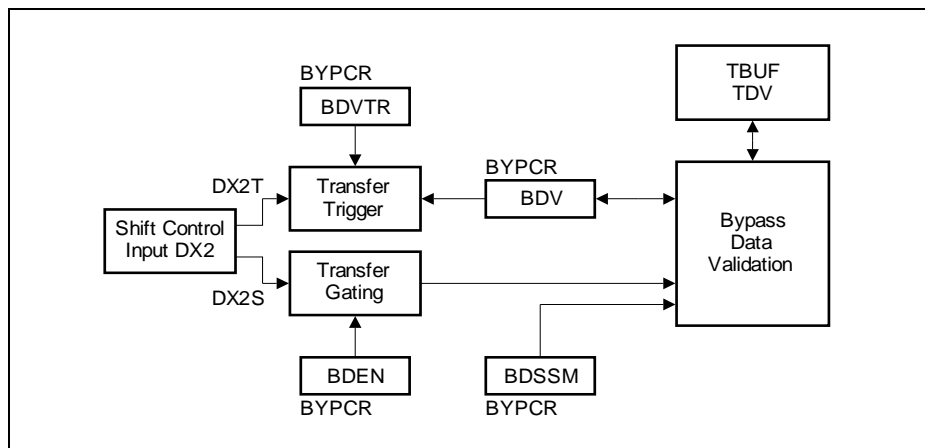 BYPCR
BDVTR
TBUF
TDV
DX2T
Transfer
Trigger
BYPCR
BDV
Shift Control
Input DX2
Bypass
Data
Validation
DX2S
Transfer
Gating
BDEN
BYPCR
BDSSM
BYPCR